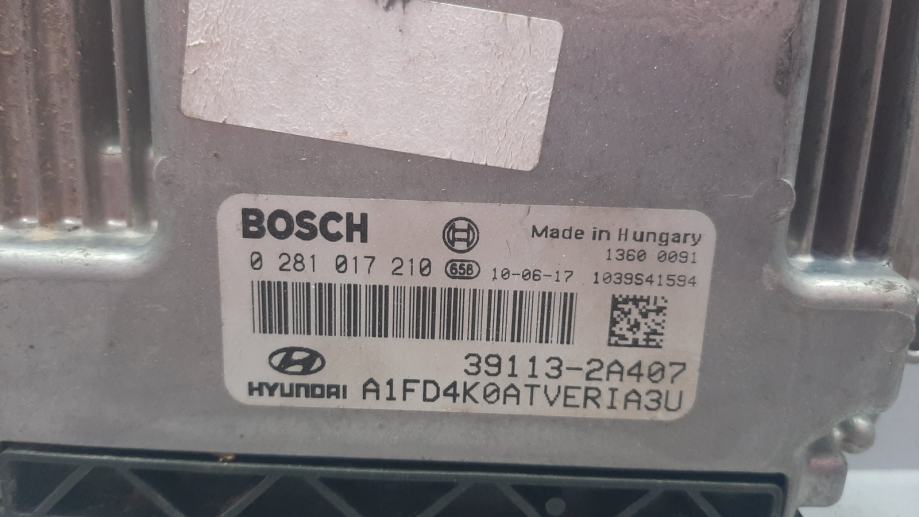 BOSCH
Made in Hungary
1360 0091
0 281 017 210 658 10-06-17 1039S41594
39113-2A407
HYUNDAI A1FD4K0ATVERIA3U